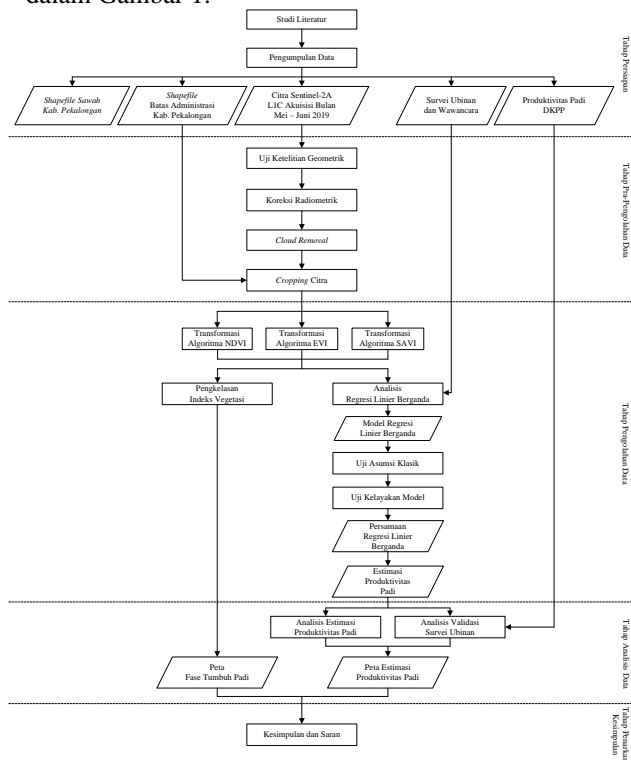 dalam Gambar 1.
Studi Literatur
Pengumpulan Data
Shapefile Sawah
Kab. Pekalongan
Shapefile
Batas Administrasi
Kab. Pekalongan
Citra Sentinel-2A
L1C Akuisisi Bulan
Mei – Juni 2019
Survei Ubinan
dan Wawancara
Produktivitas Padi
DKPP
Tahap Persiapan
Uji Ketelitian Geometrik
Koreksi Radiometrik
Cloud Removal
Cropping Citra
Tahap Pra-Pengolahan Data
Transformasi
Algoritma NDVI
Transformasi
Algoritma EVI
Transformasi
Algoritma SAVI
Pengkelasan
Indeks Vegetasi
Analisis
Regresi Linier Berganda
Model Regresi
Linier Berganda
Uji Asumsi Klasik
Uji Kelayakan Model
Persamaan
Regresi Linier
Berganda
Estimasi
Produktivitas
Padi
Tahap Pengolahan Data
Analisis Estimasi
Produktivitas Padi
Analisis Validasi
Survei Ubinan
Peta
Fase Tumbuh Padi
Peta Estimasi
Produktivitas Padi
Tahap Analisis Data
Kesimpulan dan Saran
Tahap Penarika
Kesimpulan